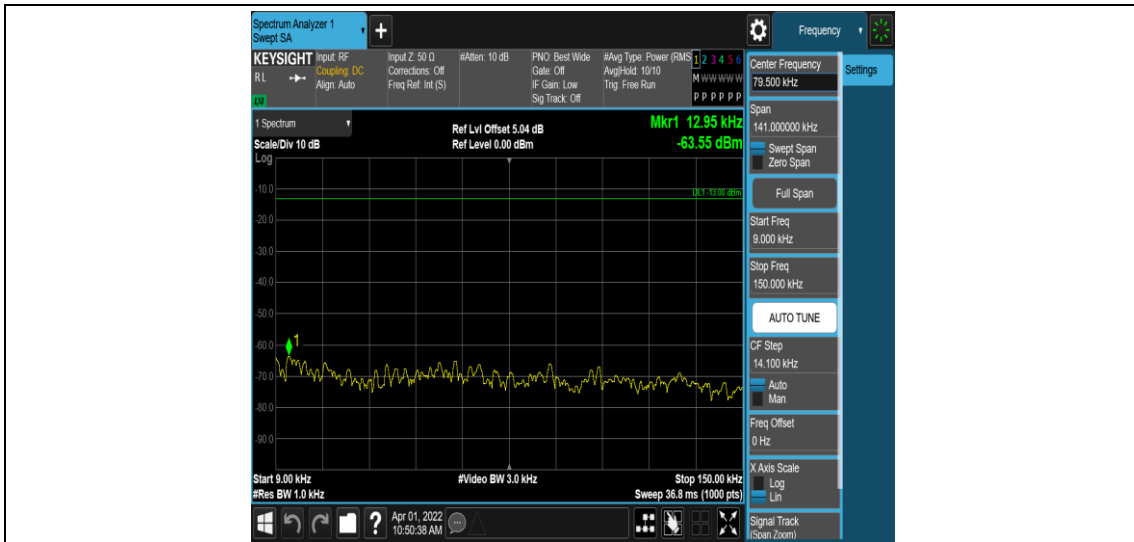 Spectrum Analyzer 1
Swept SA
+
Frequency
KEYSIGHT
RL
LXI
Input: RF
Coupling: DC
Align: Auto
Input Z: 50 Ω
Corrections: Off
Freq Ref: Int (S)
#Atten: 10 dB
PNO: Best Wide
Gate: Off
IF Gain: Low
Sig Track: Off
#Avg Type: Power (RMS
Avg|Hold: 10/10
Trig: Free Run
1 2 3 4 5 6
M W W W W W
P P P P P P
1 Spectrum
Scale/Div 10 dB
Log
Ref Lvl Offset 5.04 dB
Ref Level 0.00 dBm
Mkr1 12.95 kHz
-63.55 dBm
DL1 -13.00 dBm
-10.0
-20.0
-30.0
-40.0
-50.0
-60.0
-70.0
-80.0
-90.0
1
Start 9.00 kHz
#Res BW 1.0 kHz
#Video BW 3.0 kHz
Stop 150.00 kHz
Sweep 36.8 ms (1000 pts)
?
Apr 01, 2022
10:50:38 AM
Center Frequency
79.500 kHz
Span
141.000000 kHz
Swept Span
Zero Span
Full Span
Start Freq
9.000 kHz
Stop Freq
150.000 kHz
AUTO TUNE
CF Step
14.100 kHz
Auto
Man
Freq Offset
0 Hz
X Axis Scale
Log
Lin
Signal Track
(Span Zoom)
Settings